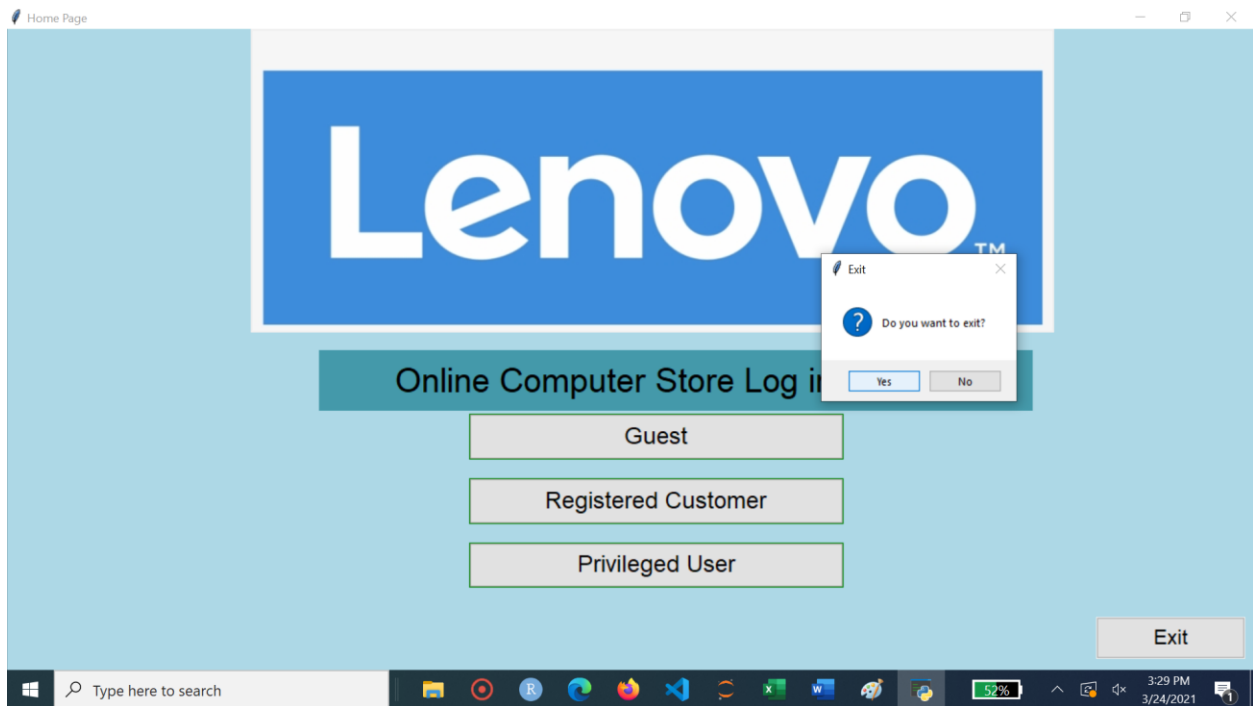 Home Page
Lenovo
TM
Exit
Do you want to exit?
Yes
No
Online Computer Store Log
Guest
Registered Customer
Privileged User
Exit
Type here to search
R
52%
3:29 PM
3/24/2021
1